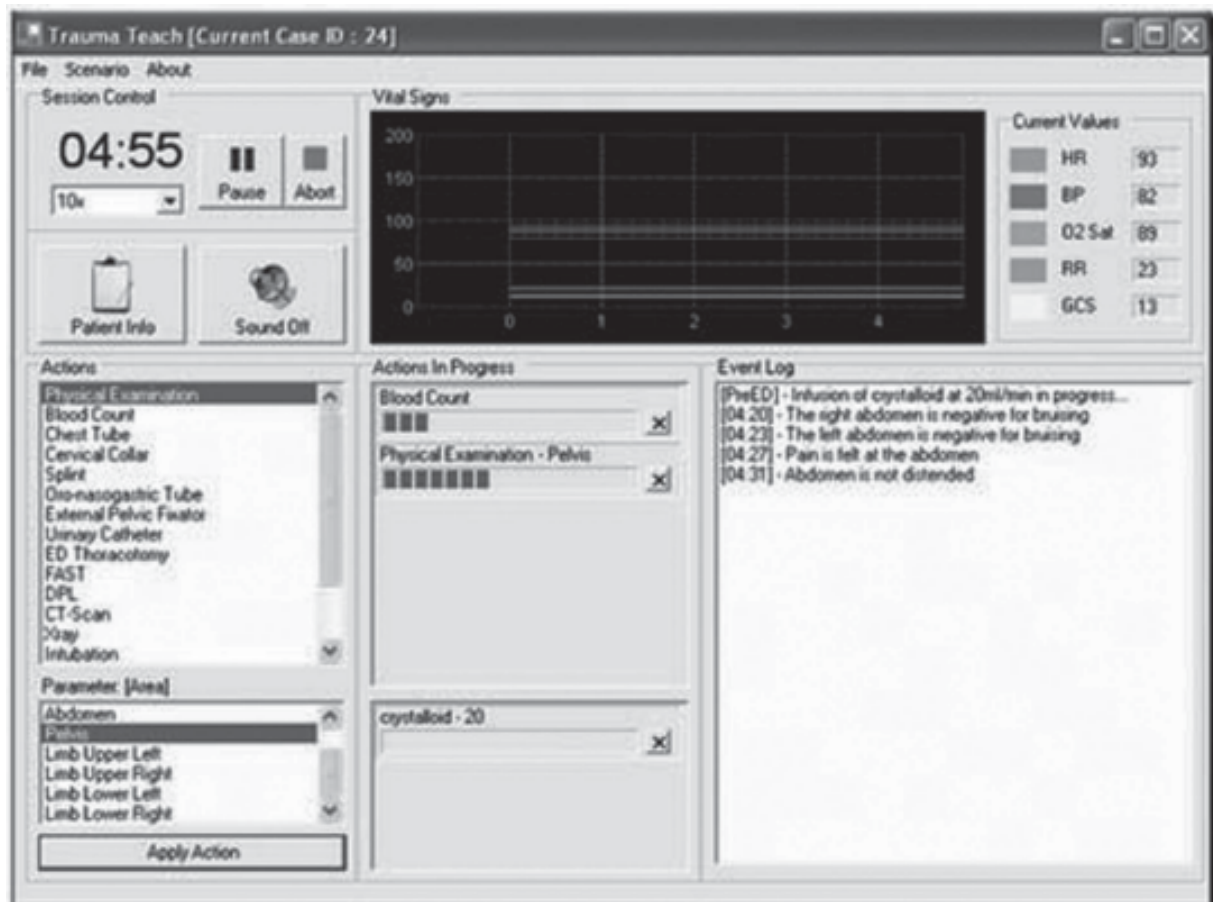 Trauma Teach [Current Case ID : 24]
File Scenario About
Session Control
04:55
10x
Pause
Abort
Patient Info
Sound Off
Vital Signs
200
150
100
50
0
0 1 2 3 4
Current Values
HR 93
BP 82
O2 Sat 89
RR 23
GCS 13
Actions
Physical Examination
Blood Count
Chest Tube
Cervical Collar
Splint
Oro-nasogastric Tube
External Pelvic Fixator
Urinary Catheter
ED Thoracotomy
FAST
DPL
CT-Scan
Xray
Intubation
Parameter: [Area]
Abdomen
Pelvis
Limb Upper Left
Limb Upper Right
Limb Lower Left
Limb Lower Right
Apply Action
Actions In Progress
Blood Count
Physical Examination - Pelvis
crystalloid - 20
Event Log
[PreED] - Infusion of crystalloid at 20ml/min in progress...
[04:20] - The right abdomen is negative for bruising
[04:23] - The left abdomen is negative for bruising
[04:27] - Pain is felt at the abdomen
[04:31] - Abdomen is not distended